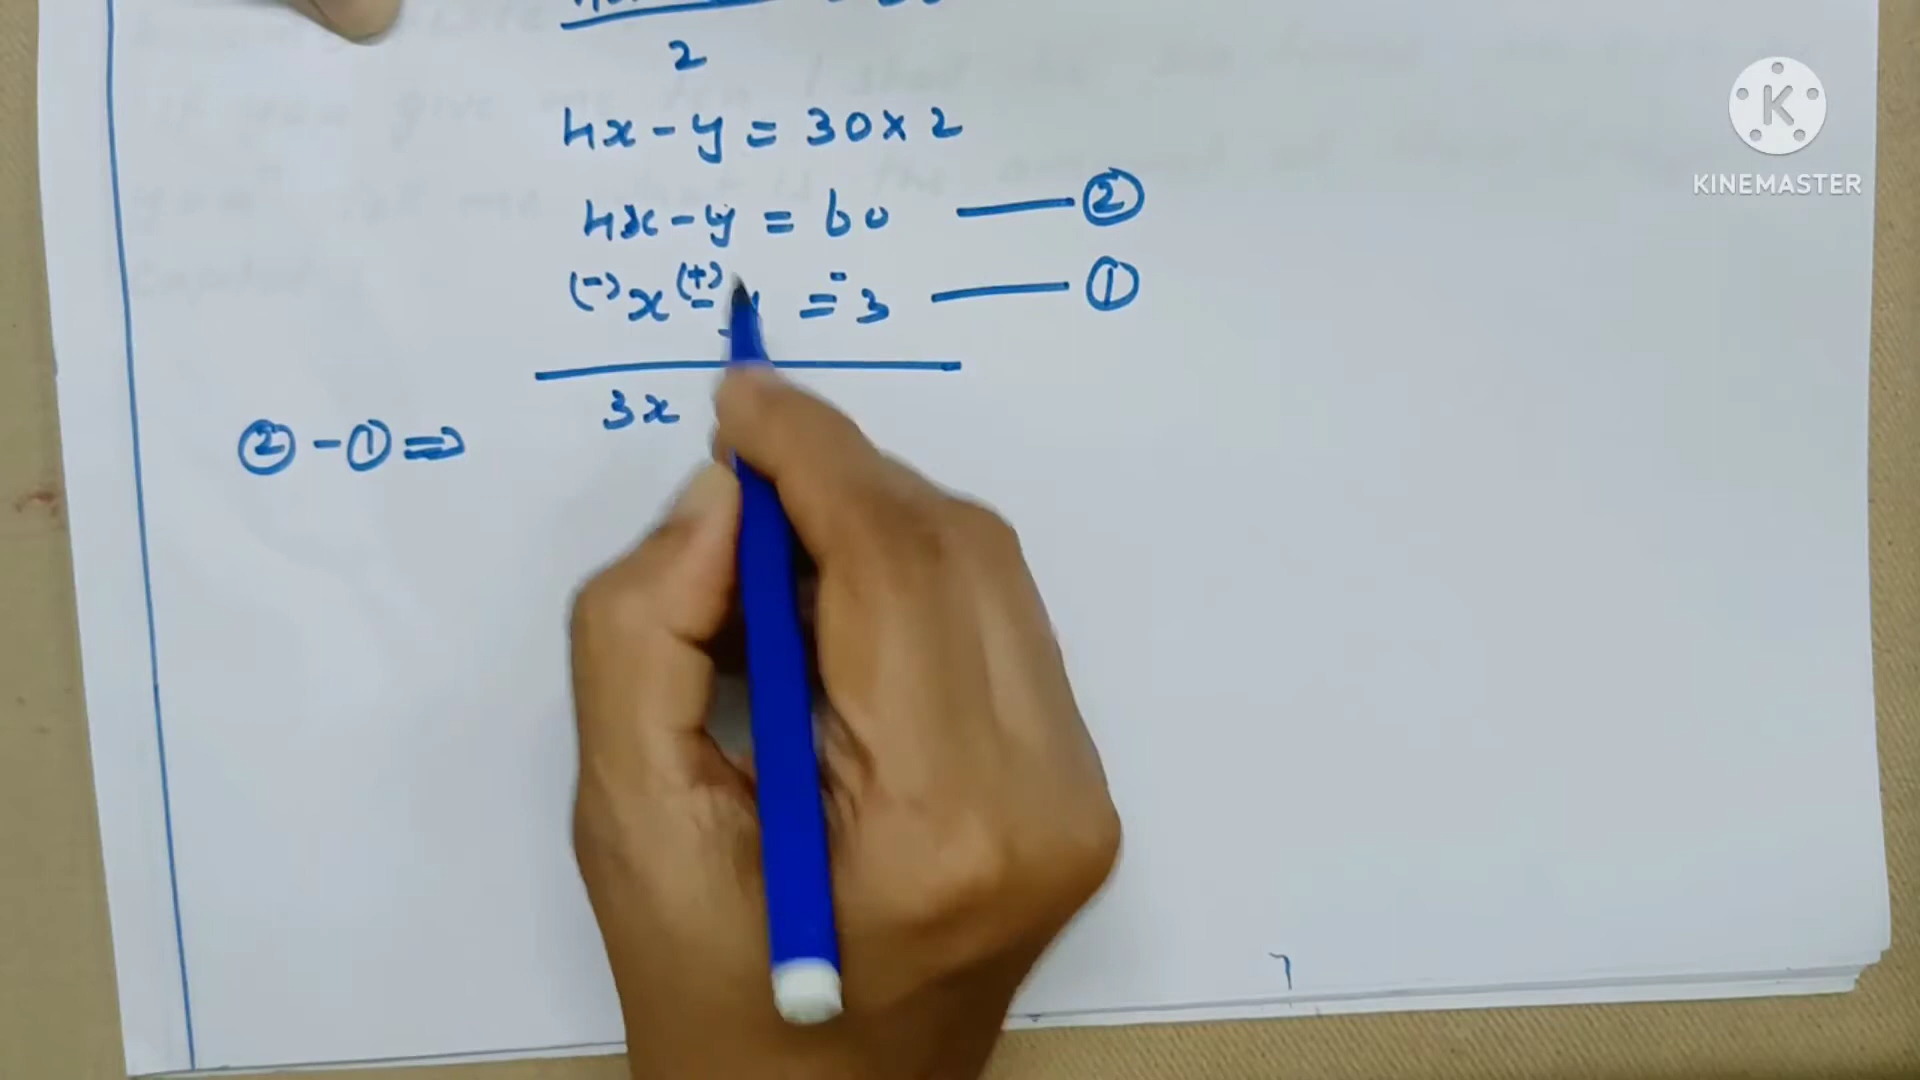 2
4x - y = 30 x 2
4x - y = 60 —— ②
(-) x (+) - y = - 3 —— ①
3x
② - ① ⇒
K
KINEMASTER